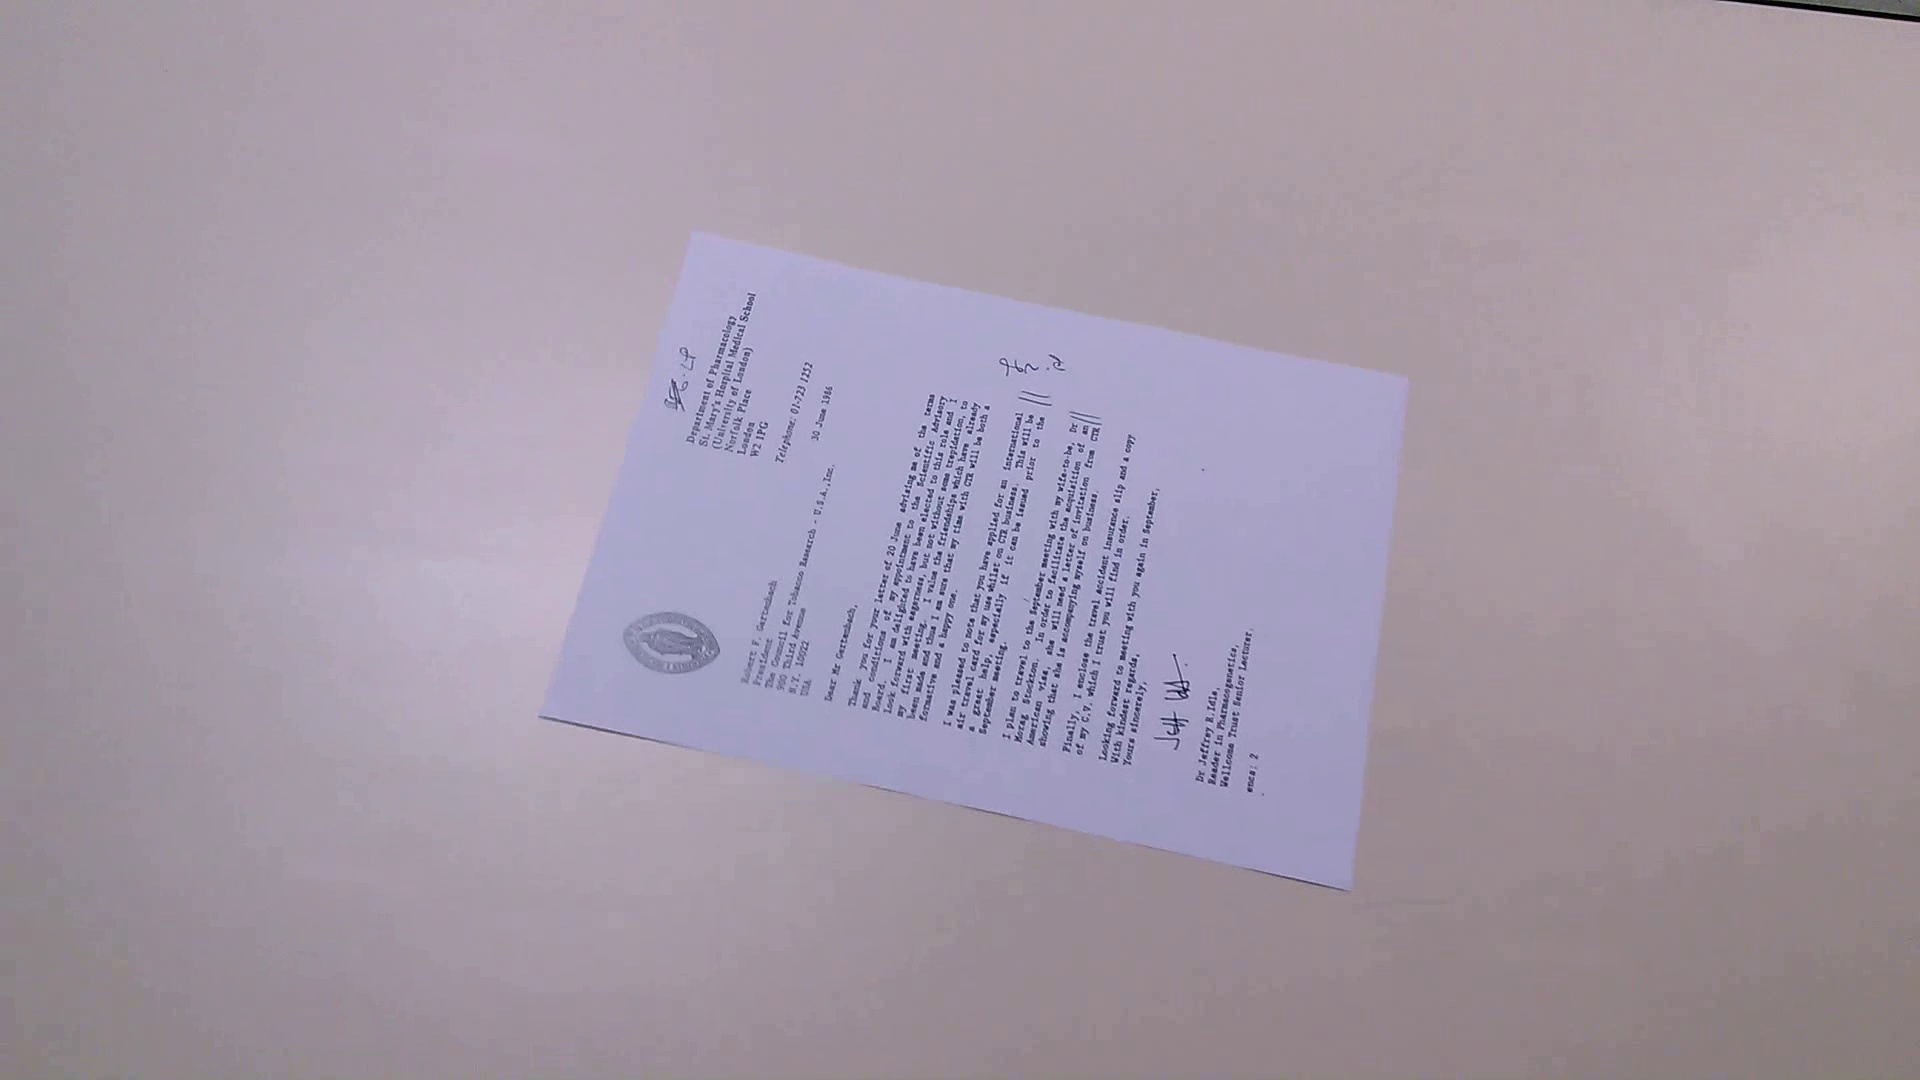 Department of Pharmacology
St. Mary's Hospital Medical School
(University of London)
Norfolk Place
London
W2 1PG
Telephone: 01-723 1252
30 June 1986
Robert F. Gertenbach
President
The Council for Tobacco Research - U.S.A., Inc.
900 Third Avenue
N.Y. 10022
USA
Dear Mr Gertenbach,
Thank you for your letter of 20 June advising me of the terms
and conditions of my appointment to the Scientific Advisory
Board. I am delighted to have been elected to this role and I
look forward with eagerness, but not without some trepidation, to
my first meeting. I value the friendships which have already
been made and thus I am sure that my time with CTR will be both a
formative and a happy one.
I was pleased to note that you have applied for an international
air travel card for my use whilst on CTR business. This will be
a great help, especially if it can be issued prior to the
September meeting.
I plan to travel to the September meeting with my wife-to-be, Dr
Morag Stockton. In order to facilitate the acquisition of an
American visa, she will need a letter of invitation from CTR
showing that she is accompanying myself on business.
Finally, I enclose the travel accident insurance slip and a copy
of my C.V. which I trust you will find in order.
Looking forward to meeting with you again in September,
With kindest regards,
Yours sincerely,
Dr Jeffrey R. Idle,
Reader in Pharmacogenetics,
Wellcome Trust Senior Lecturer.
encs: 2